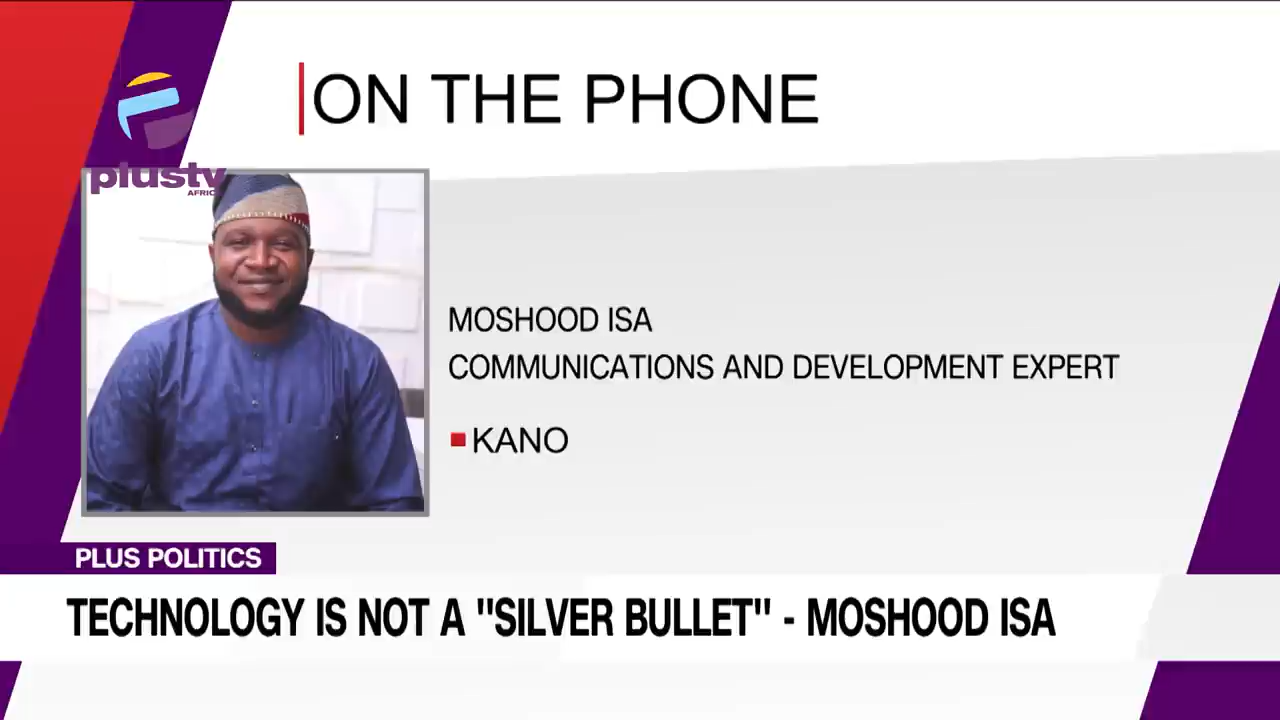 ON THE PHONE
plustv
AFRICA
MOSHOOD ISA
COMMUNICATIONS AND DEVELOPMENT EXPERT
KANO
PLUS POLITICS
TECHNOLOGY IS NOT A "SILVER BULLET" - MOSHOOD ISA